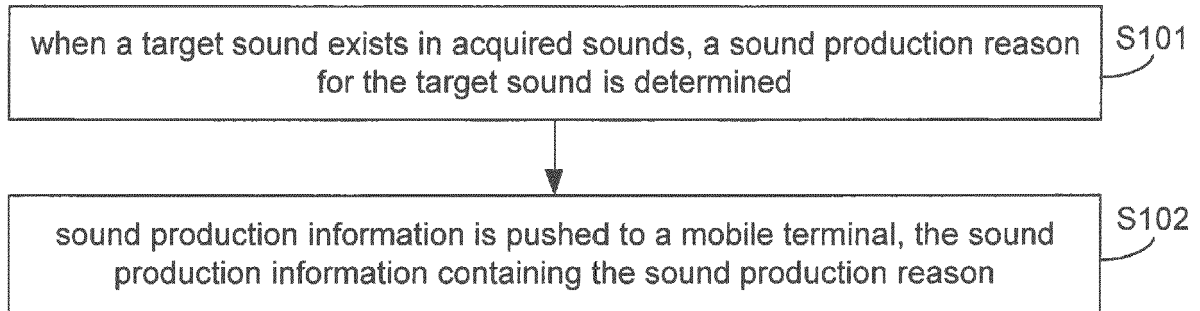 when a target sound exists in acquired sounds, a sound production reason
for the target sound is determined
S101
sound production information is pushed to a mobile terminal, the sound
production information containing the sound production reason
S102